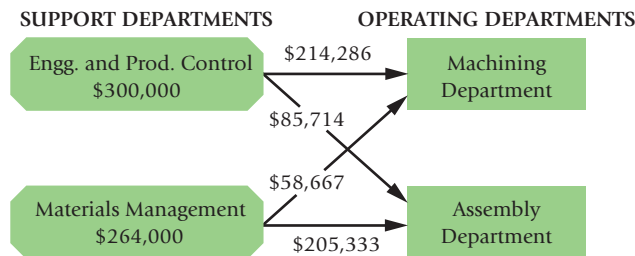 SUPPORT DEPARTMENTS
OPERATING DEPARTMENTS
Engg. and Prod. Control
$300,000
$214,286
Machining
Department
$85,714
$58,667
Materials Management
$264,000
$205,333
Assembly
Department